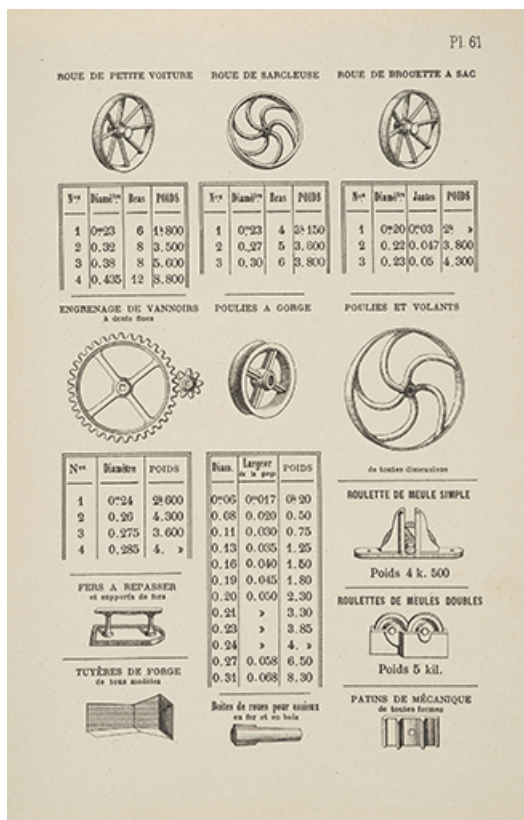 Pl. 61
ROUE DE PETITE VOITURE
Nos Diamètre Bras POIDS
1 0m23 6 1k800
2 0.32 8 3.500
3 0.38 8 5.600
4 0.435 12 8.800
ROUE DE SARCLEUSE
Nos Diamètre Bras POIDS
1 0m23 4 3k150
2 0.27 5 3.800
3 0.30 6 3.800
ROUE DE BROUETTE A SAC
Nos Diamètre Jantes POIDS
1 0m20 0m03 2k »
2 0.22 0.047 3.800
3 0.23 0.05 4.300
ENGRENAGE DE VANNOIRS
à dents fines
Nos Diamètre POIDS
1 0m24 2k600
2 0.26 4.300
3 0.275 3.600
4 0.285 4. »
FERS A REPASSER
et supports de fers
TUYÈRES DE FORGE
de tous modèles
POULIES A GORGE
Diam. Largeur de la gorge POIDS
0m06 0m017 0k20
0.08 0.020 0.50
0.11 0.030 0.75
0.13 0.035 1.25
0.16 0.040 1.50
0.19 0.045 1.80
0.20 0.050 2.30
0.21 » 3.30
0.23 » 3.85
0.24 » 4. »
0.27 0.058 6.50
0.31 0.068 8.30
Boîtes de roues pour essieux
en fer et en bois
POULIES ET VOLANTS
de toutes dimensions
ROULETTE DE MEULE SIMPLE
Poids 4 k. 500
ROULETTES DE MEULES DOUBLES
Poids 5 kil.
PATINS DE MÉCANIQUE
de toutes formes